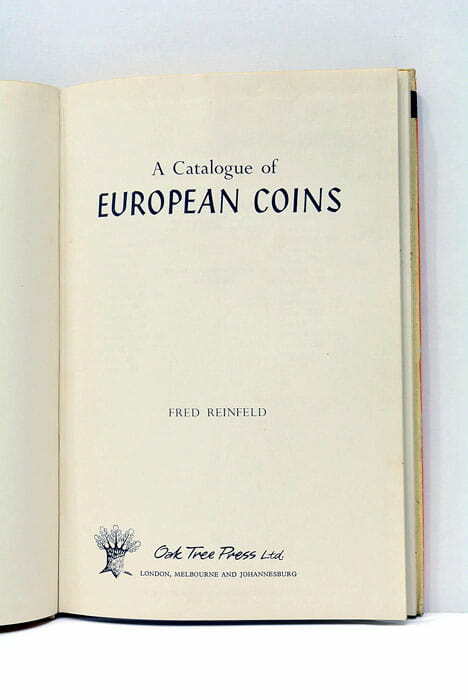 A Catalogue of
EUROPEAN COINS
FRED REINFELD
Oak Tree Press Ltd.
LONDON, MELBOURNE AND JOHANNESBURG